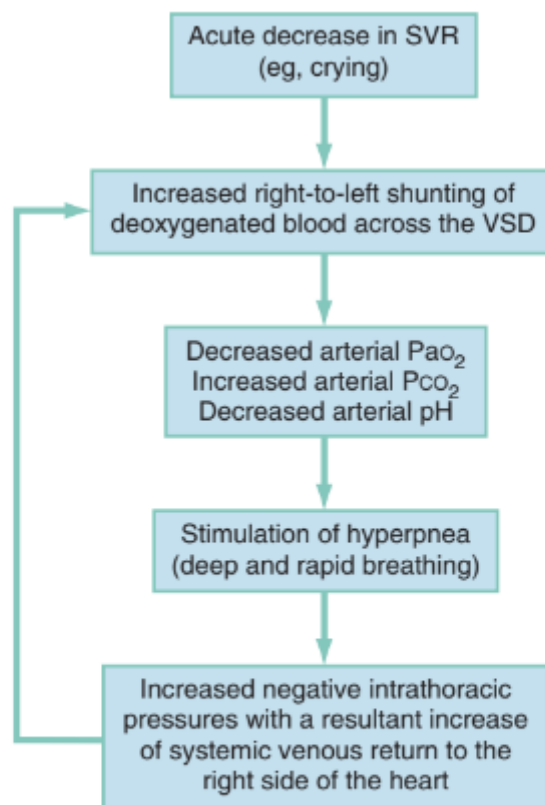 Acute decrease in SVR
(eg, crying)
Increased right-to-left shunting of
deoxygenated blood across the VSD
Decreased arterial PaO₂
Increased arterial PCO₂
Decreased arterial pH
Stimulation of hyperpnea
(deep and rapid breathing)
Increased negative intrathoracic
pressures with a resultant increase
of systemic venous return to the
right side of the heart